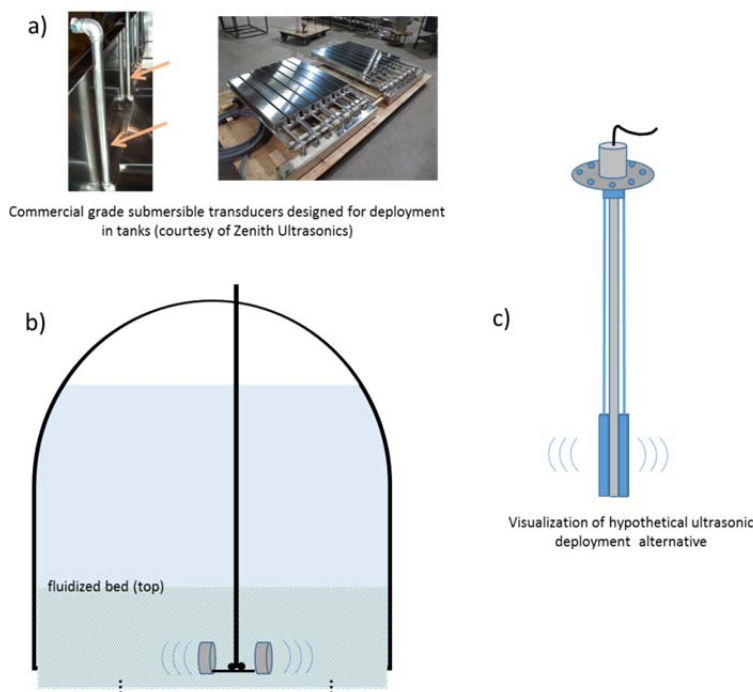 a)
Commercial grade submersible transducers designed for deployment
in tanks (courtesy of Zenith Ultrasonics)
b)
c)
fluidized bed (top)
Visualization of hypothetical ultrasonic
deployment alternative